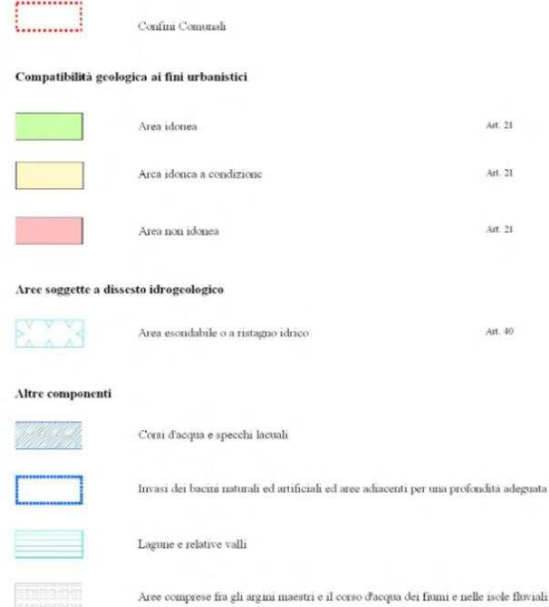 Confini Comunali
Compatibilità geologica ai fini urbanistici
Area idonea Art. 21
Area idonea a condizione Art. 21
Area non idonea Art. 21
Aree soggette a dissesto idrogeologico
Area esondabile o a ristagno idrico Art. 40
Altre componenti
Corsi d'acqua e specchi lacuali
Invasi dei bacini naturali ed artificiali ed aree adiacenti per una profondità adeguata
Lagune e relative valli
Aree comprese fra gli argini maestri e il corso d'acqua dei fiumi e nelle isole fluviali